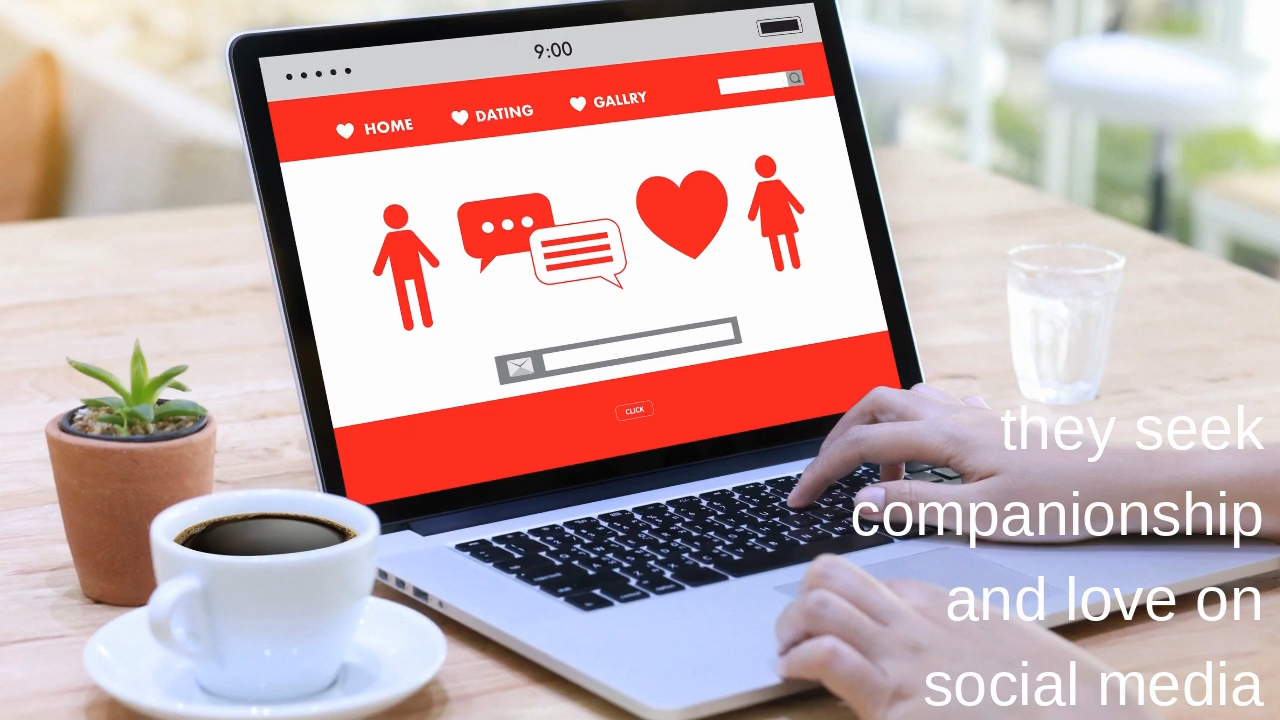 9:00
HOME DATING GALLRY
CLICK
they seek
companionship
and love on
social media